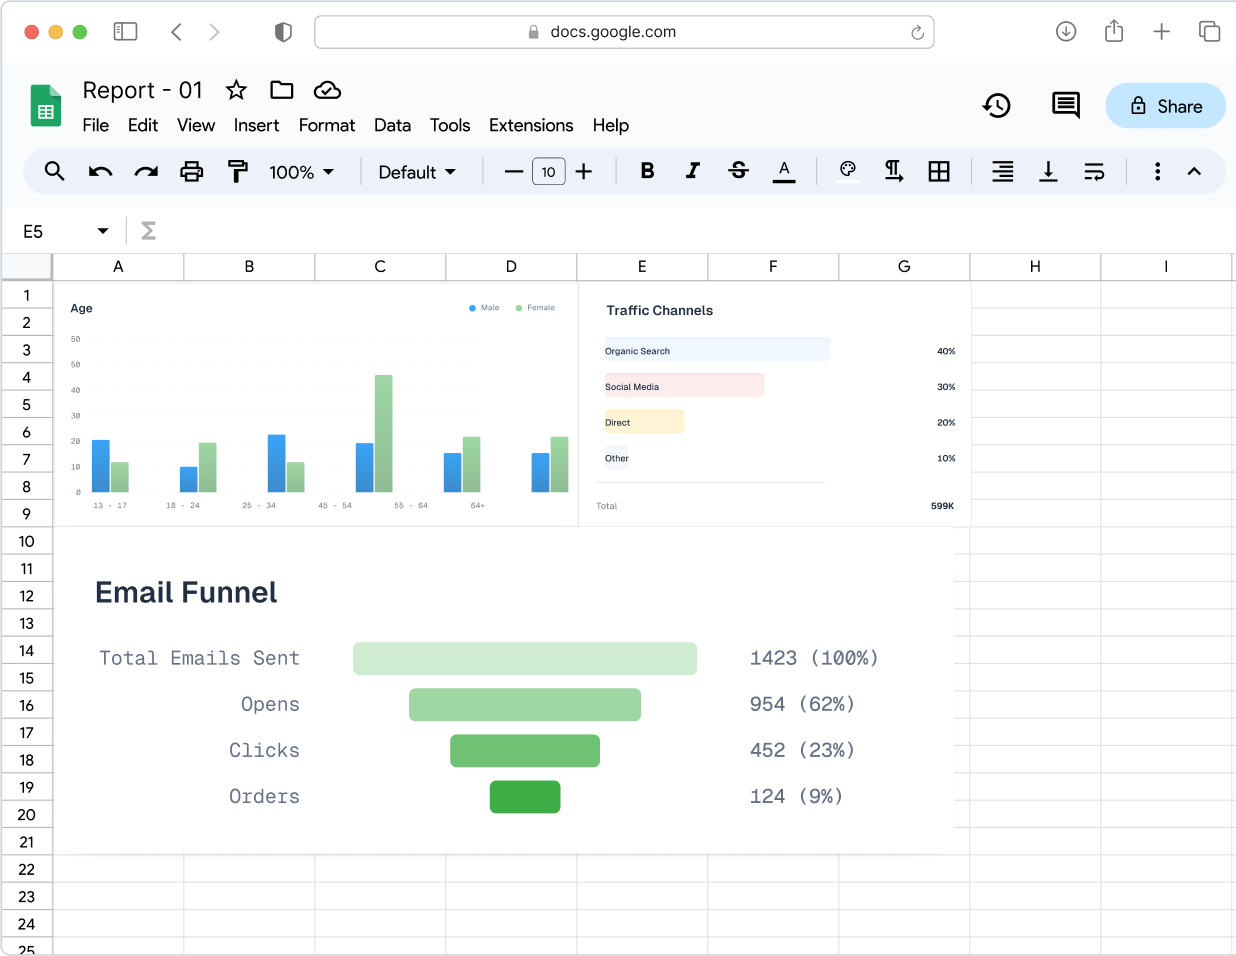 docs.google.com
Report - 01
File Edit View Insert Format Data Tools Extensions Help
Share
100% Default 10 B I S A
E5 Σ
A B C D E F G H I
1
2
3
4
5
6
7
8
9
10
11
12
13
14
15
16
17
18
19
20
21
22
23
24
25
Age
Male Female
50
50
40
30
20
10
0
13 - 17 18 - 24 25 - 34 45 - 54 55 - 64 64+
Traffic Channels
Organic Search 40%
Social Media 30%
Direct 20%
Other 10%
Total 599K
Email Funnel
Total Emails Sent 1423 (100%)
Opens 954 (62%)
Clicks 452 (23%)
Orders 124 (9%)